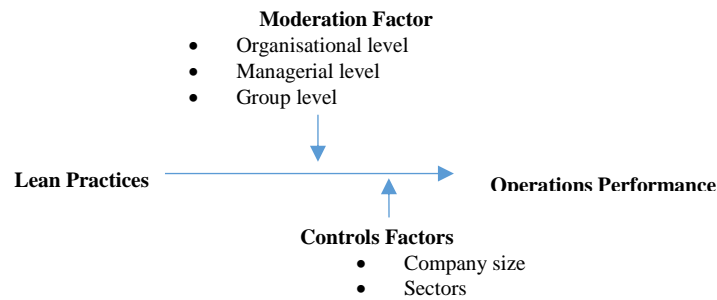 Moderation Factor
• Organisational level
• Managerial level
• Group level
Lean Practices
Operations Performance
Controls Factors
• Company size
• Sectors